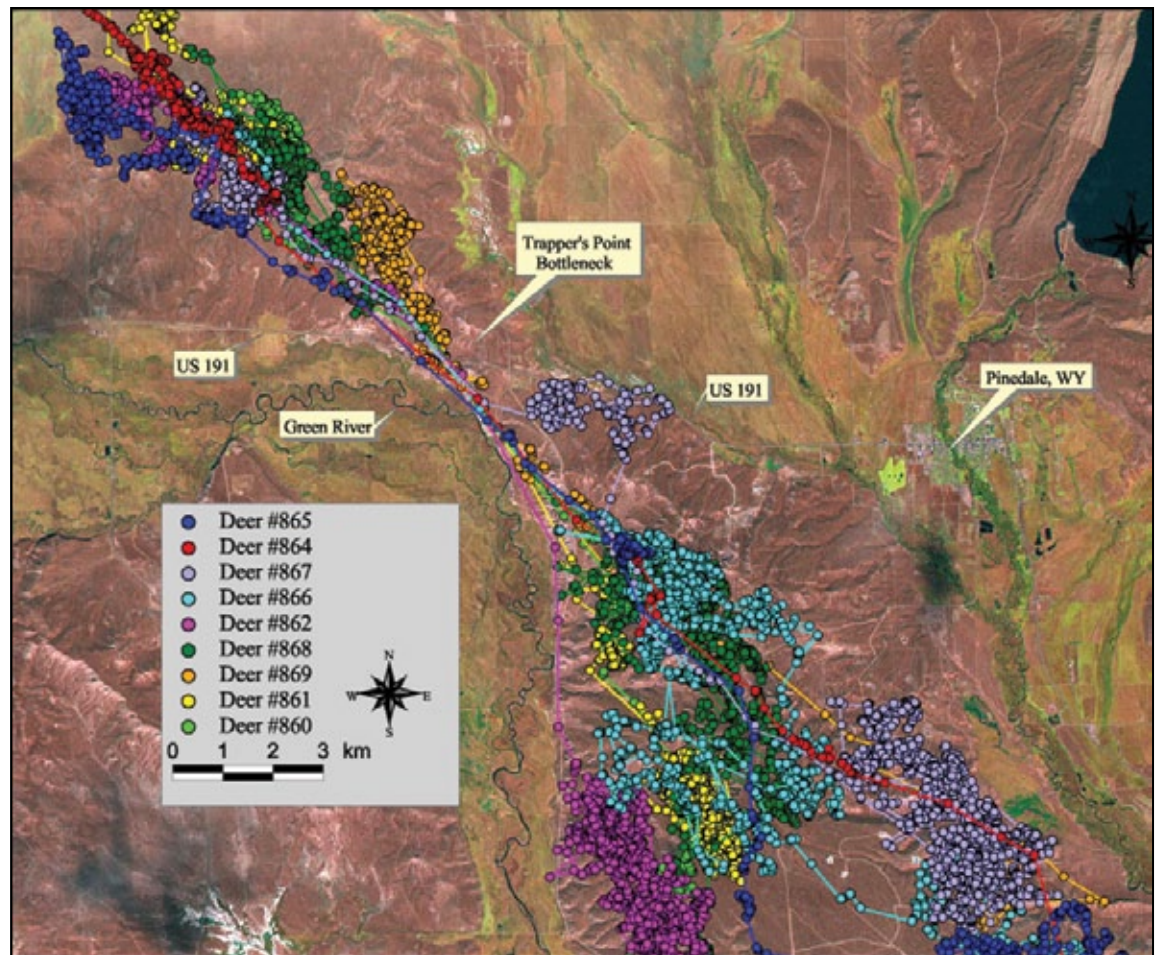 Trapper's Point
Bottleneck
US 191
US 191
Pinedale, WY
Green River
Deer #865
Deer #864
Deer #867
Deer #866
Deer #862
Deer #868
Deer #869
Deer #861
Deer #860
N
W E
S
0 1 2 3 km
S